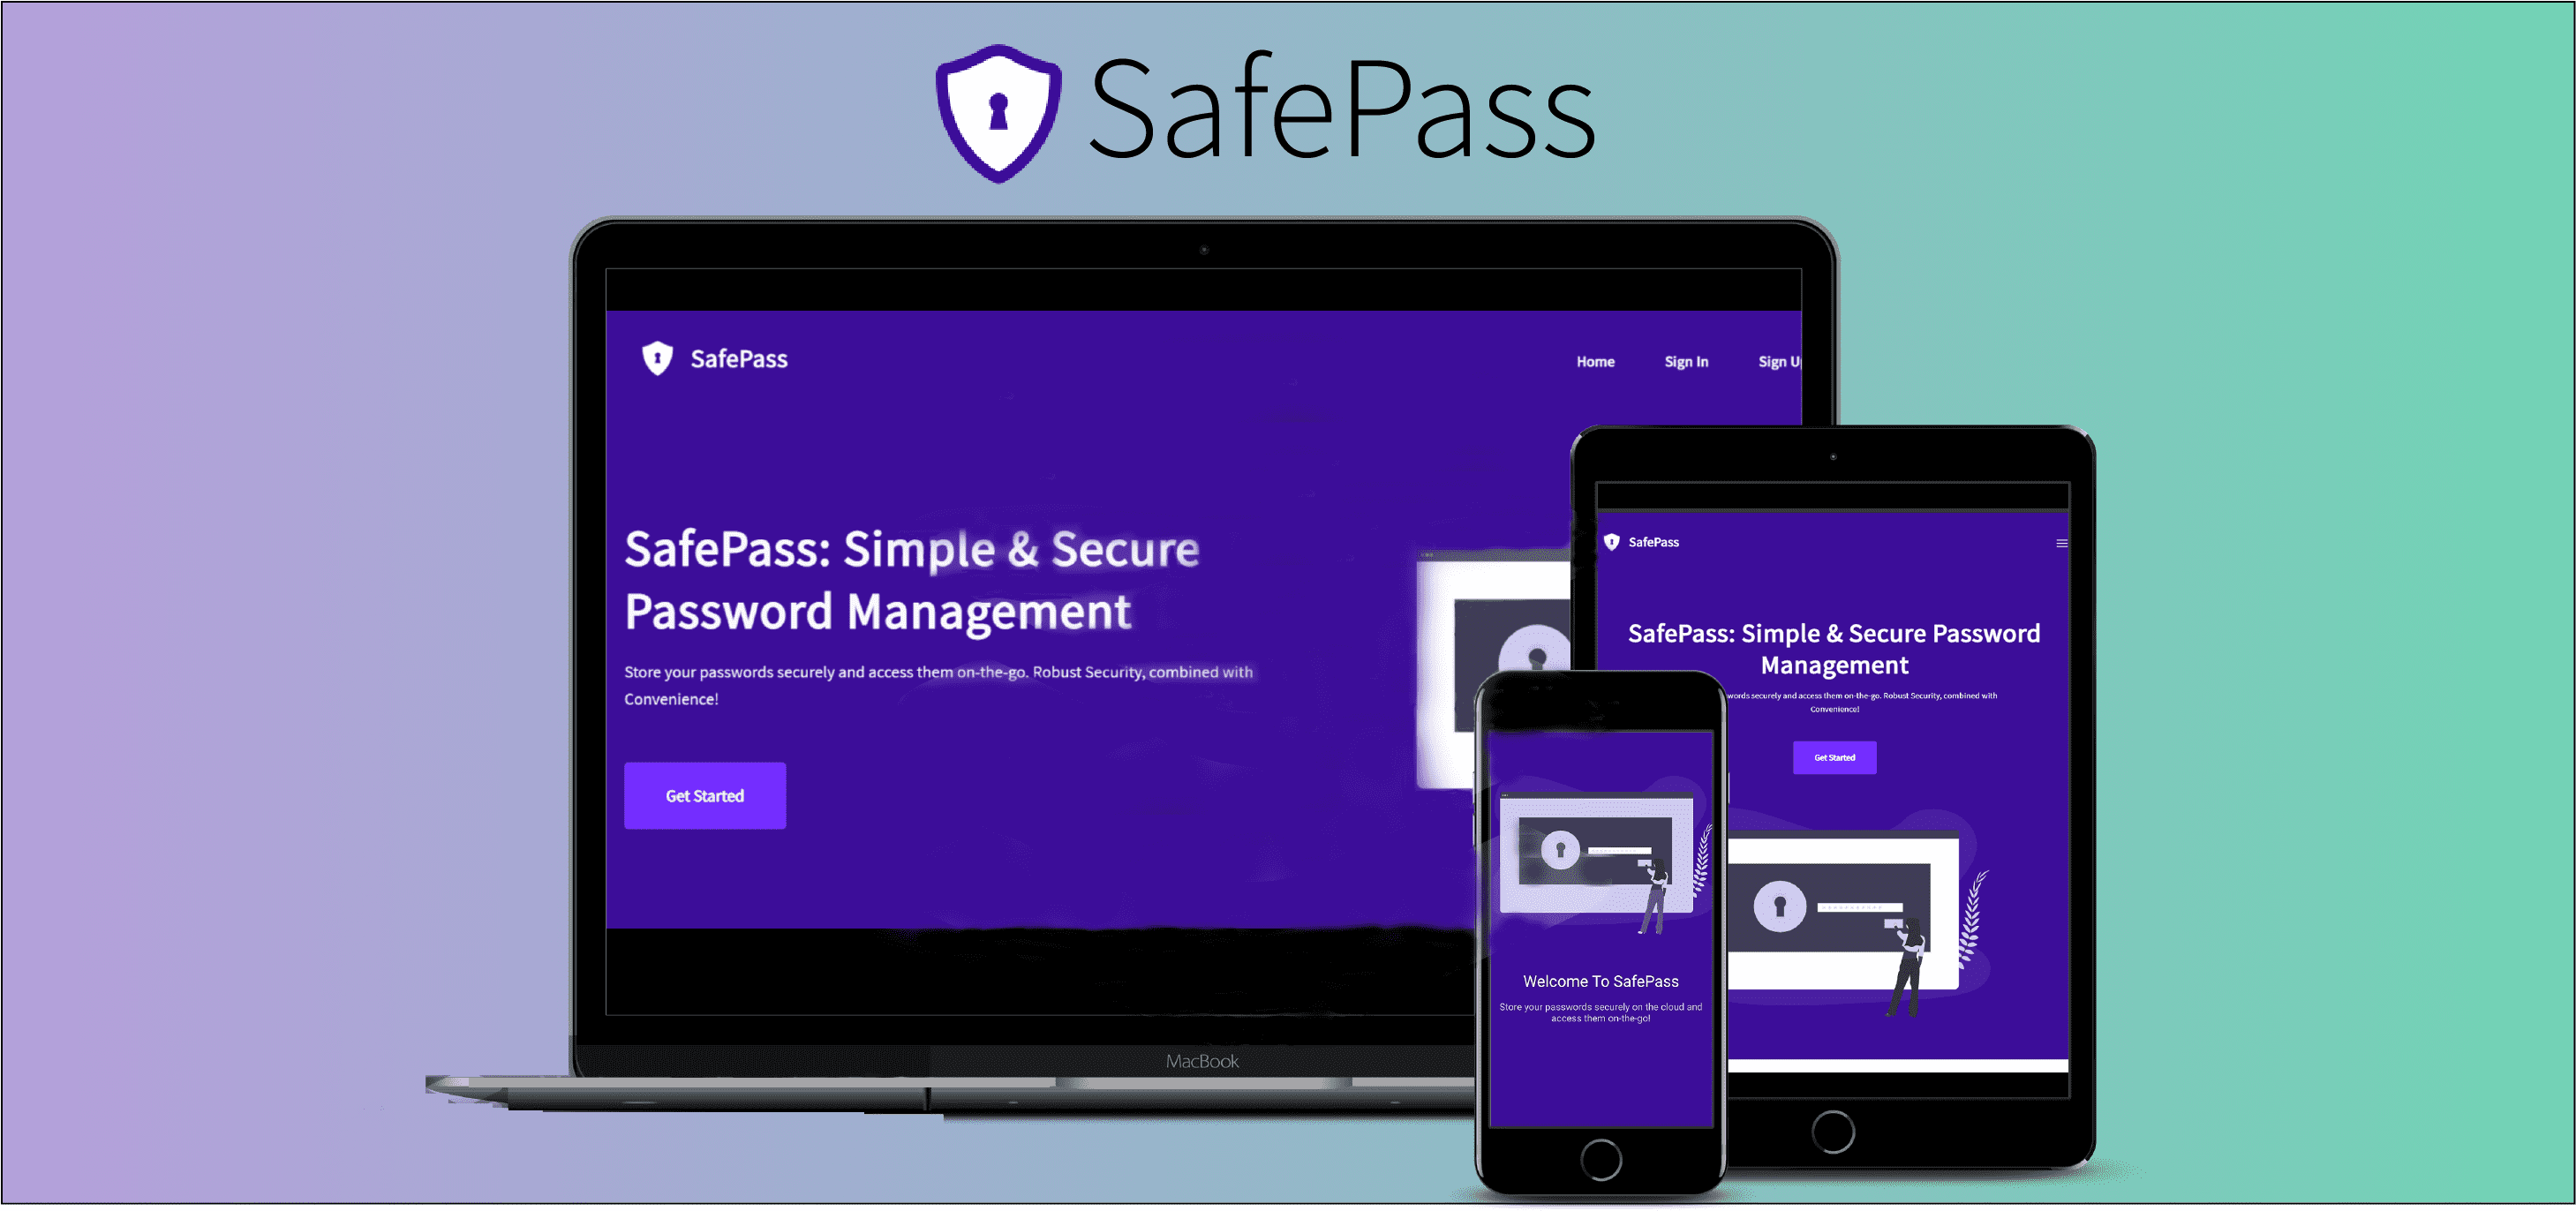 SafePass
SafePass
Home Sign In Sign U
SafePass: Simple & Secure
Password Management
Store your passwords securely and access them on-the-go. Robust Security, combined with
Convenience!
Get Started
MacBook
SafePass
SafePass: Simple & Secure Password
Management
words securely and access them on-the-go. Robust Security, combined with
Convenience!
Get Started
Welcome To SafePass
Store your passwords securely on the cloud and
access them on-the-go!